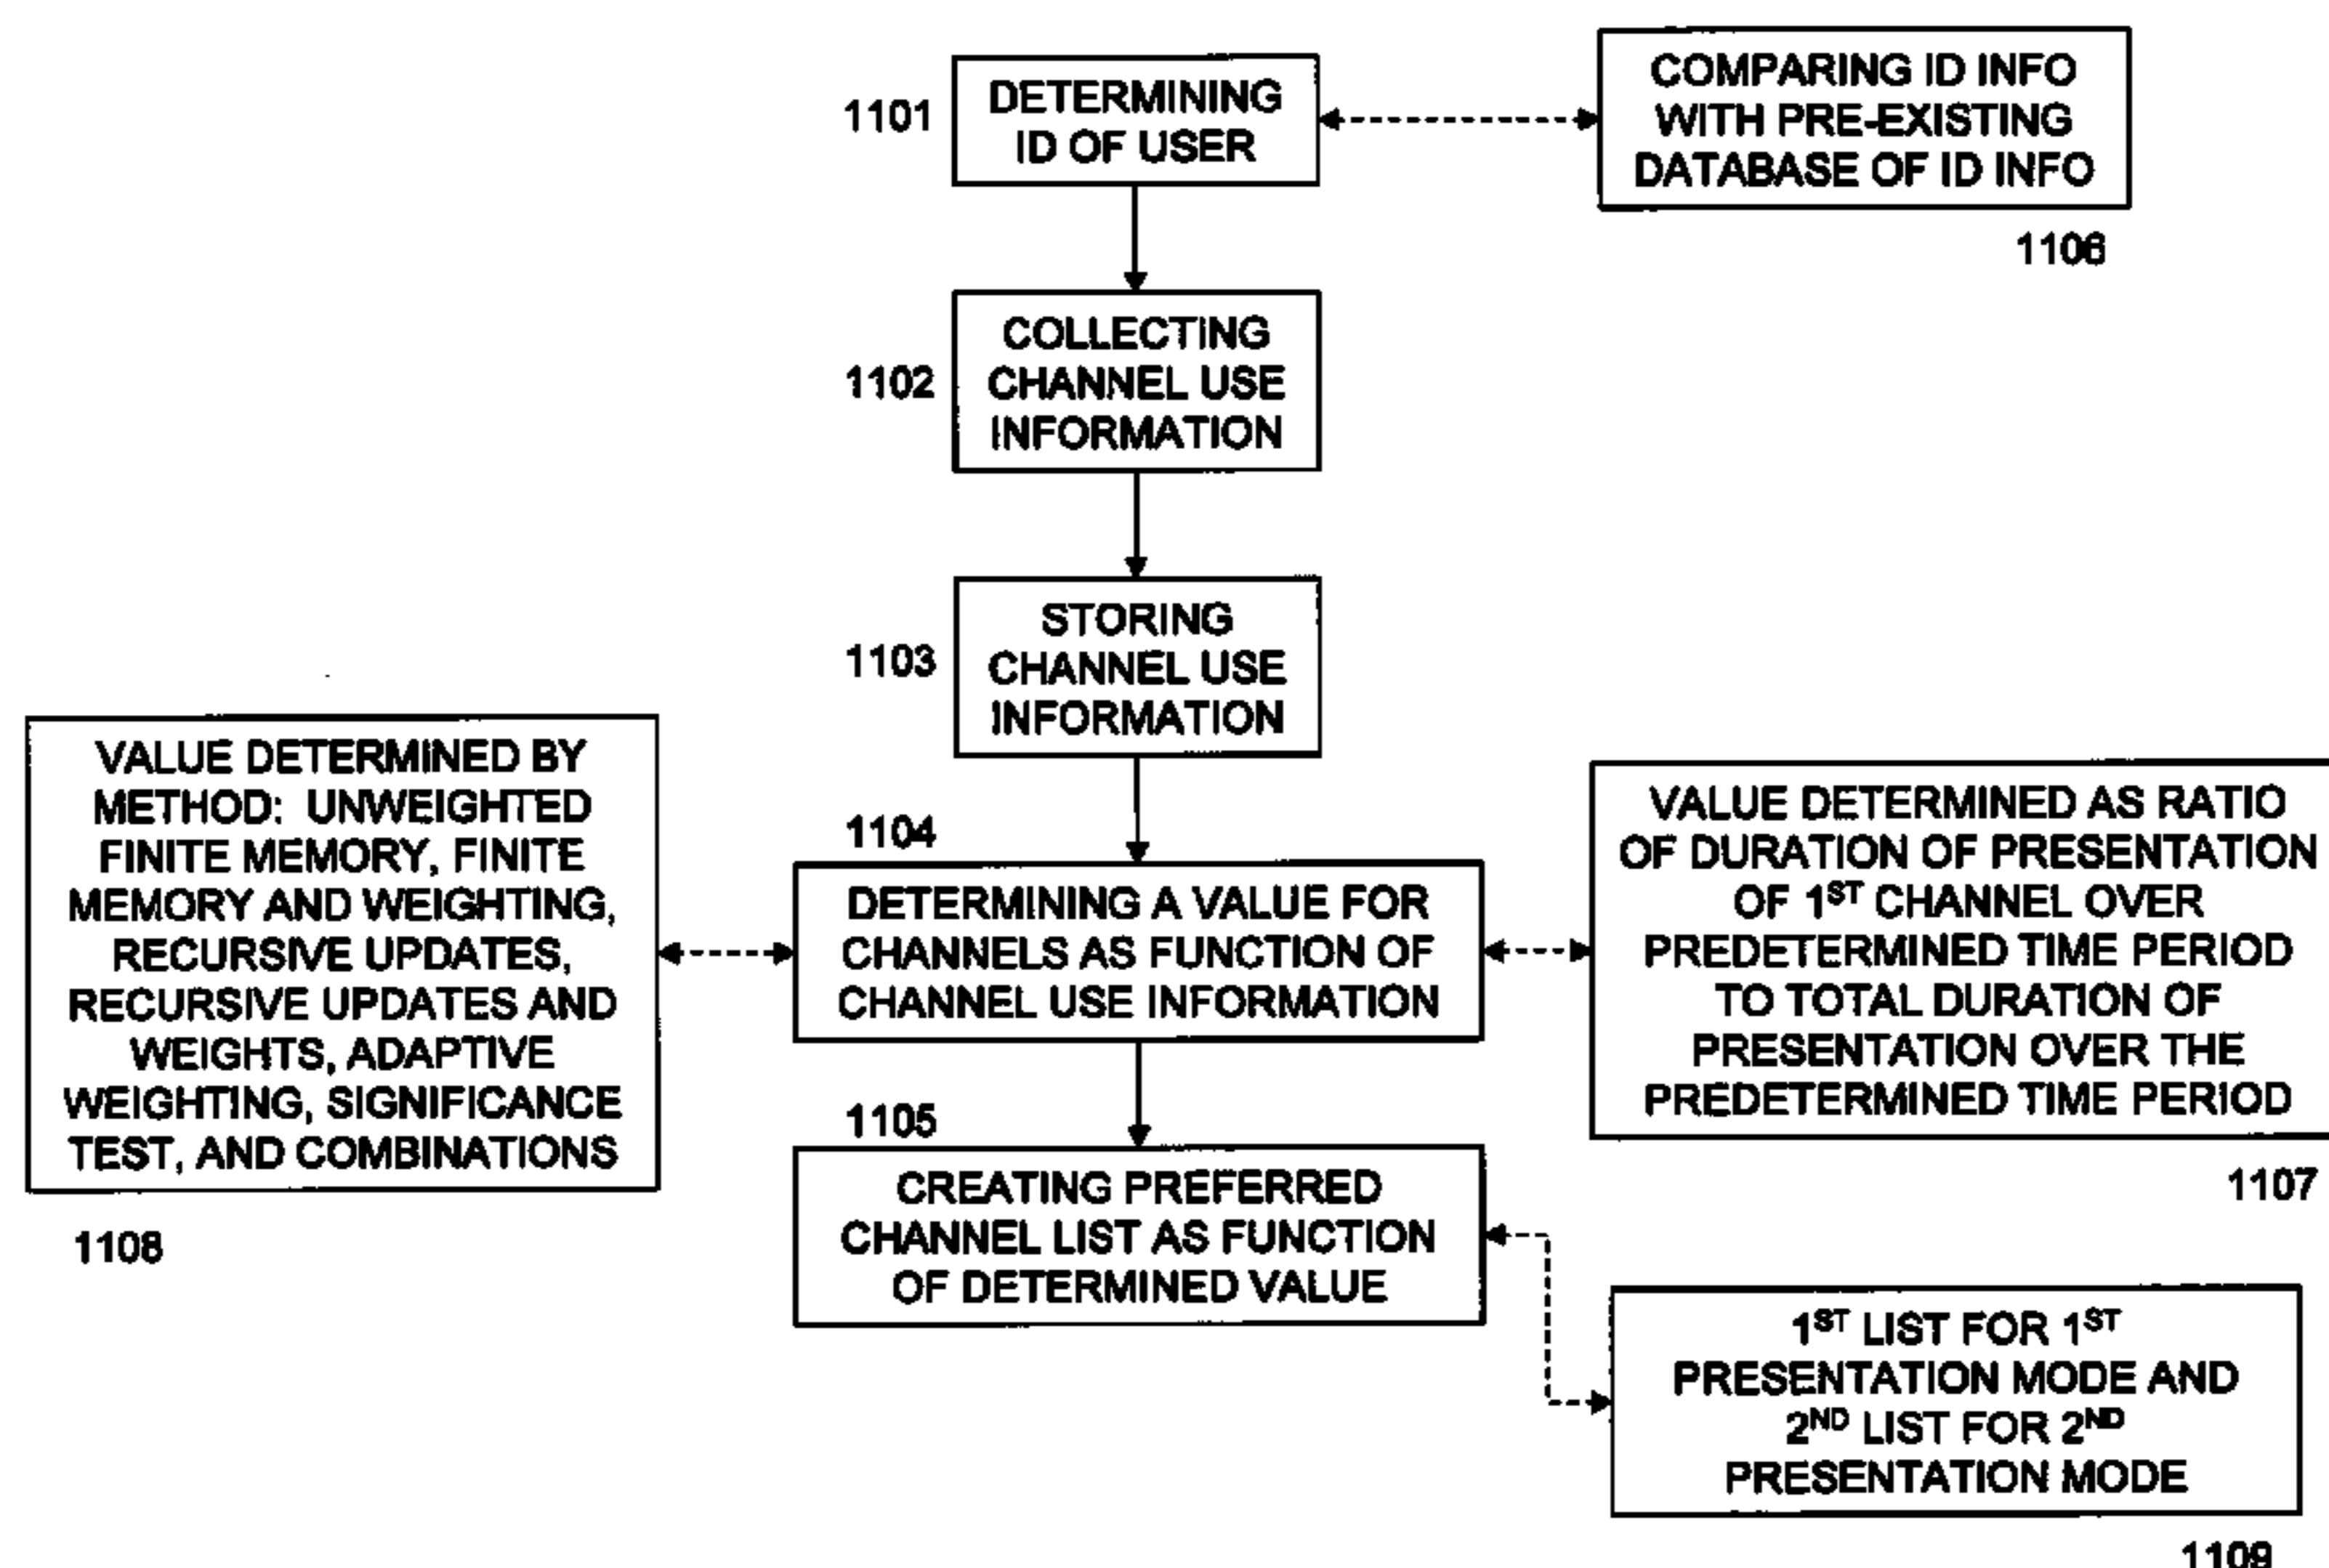 1101
DETERMINING
ID OF USER
COMPARING ID INFO
WITH PRE-EXISTING
DATABASE OF ID INFO
1106
1102
COLLECTING
CHANNEL USE
INFORMATION
1103
STORING
CHANNEL USE
INFORMATION
VALUE DETERMINED BY
METHOD: UNWEIGHTED
FINITE MEMORY, FINITE
MEMORY AND WEIGHTING,
RECURSIVE UPDATES,
RECURSIVE UPDATES AND
WEIGHTS, ADAPTIVE
WEIGHTING, SIGNIFICANCE
TEST, AND COMBINATIONS
1108
1104
DETERMINING A VALUE FOR
CHANNELS AS FUNCTION OF
CHANNEL USE INFORMATION
VALUE DETERMINED AS RATIO
OF DURATION OF PRESENTATION
OF 1ST CHANNEL OVER
PREDETERMINED TIME PERIOD
TO TOTAL DURATION OF
PRESENTATION OVER THE
PREDETERMINED TIME PERIOD
1107
1105
CREATING PREFERRED
CHANNEL LIST AS FUNCTION
OF DETERMINED VALUE
1ST LIST FOR 1ST
PRESENTATION MODE AND
2ND LIST FOR 2ND
PRESENTATION MODE
1109